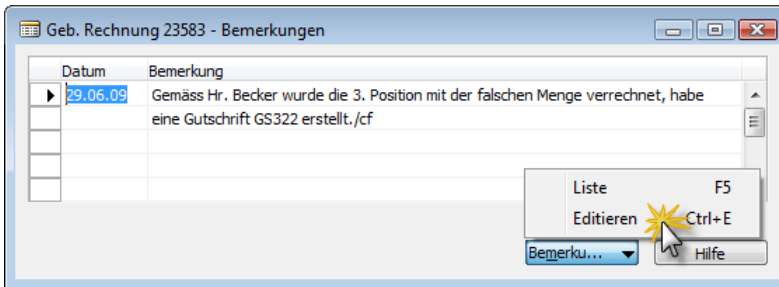 Geb. Rechnung 23583 - Bemerkungen
Datum Bemerkung
29.06.09 Gemäss Hr. Becker wurde die 3. Position mit der falschen Menge verrechnet, habe
eine Gutschrift GS322 erstellt./cf
Liste F5
Editieren Ctrl+E
Bemerku... Hilfe